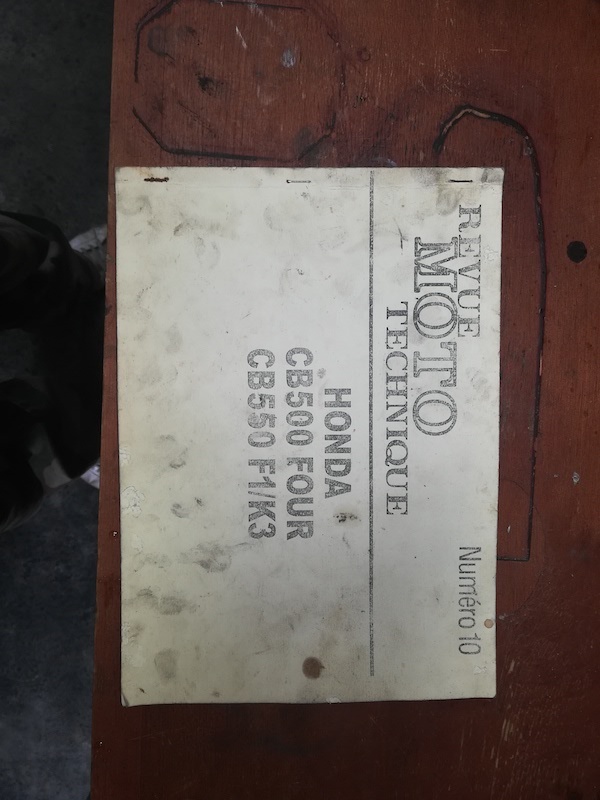 REVUE
MOTO
TECHNIQUE
Numéro 10
HONDA
CB500 FOUR
CB550 F1/K3